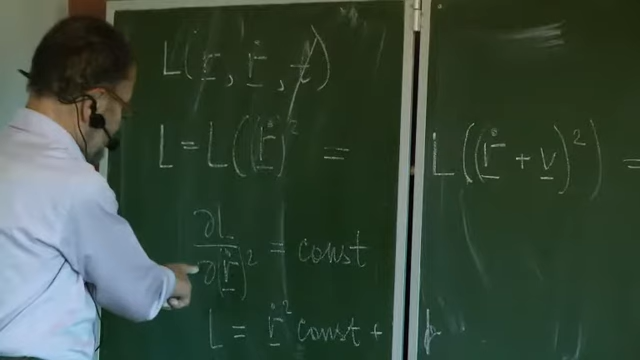 L(ṙ, r̈, t)
L = L((ṙ)²) =
∂L/∂(ṙ)² = const
L = ṙ² const +
L((ṙ + v)²) =